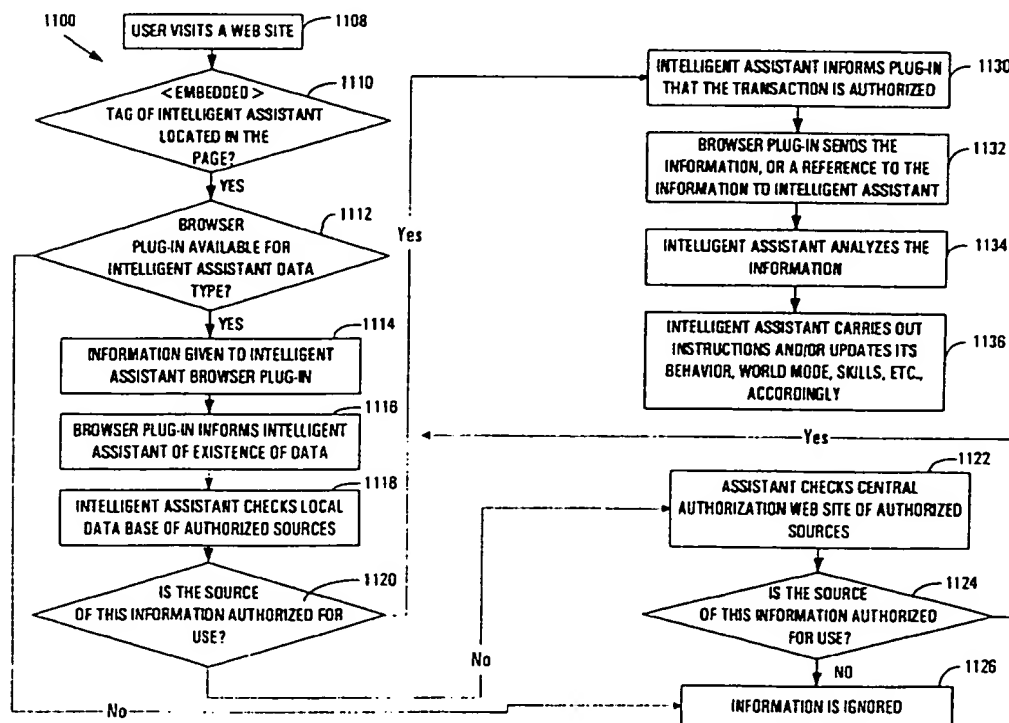 1100
USER VISITS A WEB SITE
1108
<EMBEDDED>
TAG OF INTELLIGENT ASSISTANT
LOCATED IN THE
PAGE?
1110
YES
BROWSER
PLUG-IN AVAILABLE FOR
INTELLIGENT ASSISTANT DATA
TYPE?
1112
YES
INFORMATION GIVEN TO INTELLIGENT
ASSISTANT BROWSER PLUG-IN
1114
BROWSER PLUG-IN INFORMS INTELLIGENT
ASSISTANT OF EXISTENCE OF DATA
1116
INTELLIGENT ASSISTANT CHECKS LOCAL
DATA BASE OF AUTHORIZED SOURCES
1118
IS THE SOURCE
OF THIS INFORMATION AUTHORIZED FOR
USE?
1120
No
Yes
No
INTELLIGENT ASSISTANT INFORMS PLUG-IN
THAT THE TRANSACTION IS AUTHORIZED
1130
BROWSER PLUG-IN SENDS THE
INFORMATION, OR A REFERENCE TO THE
INFORMATION TO INTELLIGENT ASSISTANT
1132
INTELLIGENT ASSISTANT ANALYZES THE
INFORMATION
1134
INTELLIGENT ASSISTANT CARRIES OUT
INSTRUCTIONS AND/OR UPDATES ITS
BEHAVIOR, WORLD MODE, SKILLS, ETC.,
ACCORDINGLY
1136
Yes
ASSISTANT CHECKS CENTRAL
AUTHORIZATION WEB SITE OF AUTHORIZED
SOURCES
1122
IS THE SOURCE
OF THIS INFORMATION AUTHORIZED
FOR USE?
1124
NO
INFORMATION IS IGNORED
1126